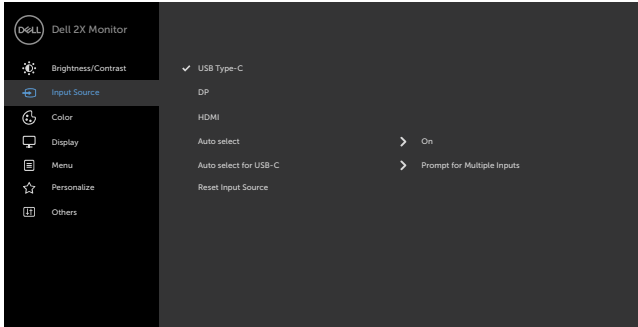 DELL Dell 2X Monitor
Brightness/Contrast
Input Source
Color
Display
Menu
Personalize
Others
USB Type-C
DP
HDMI
Auto select On
Auto select for USB-C Prompt for Multiple Inputs
Reset Input Source